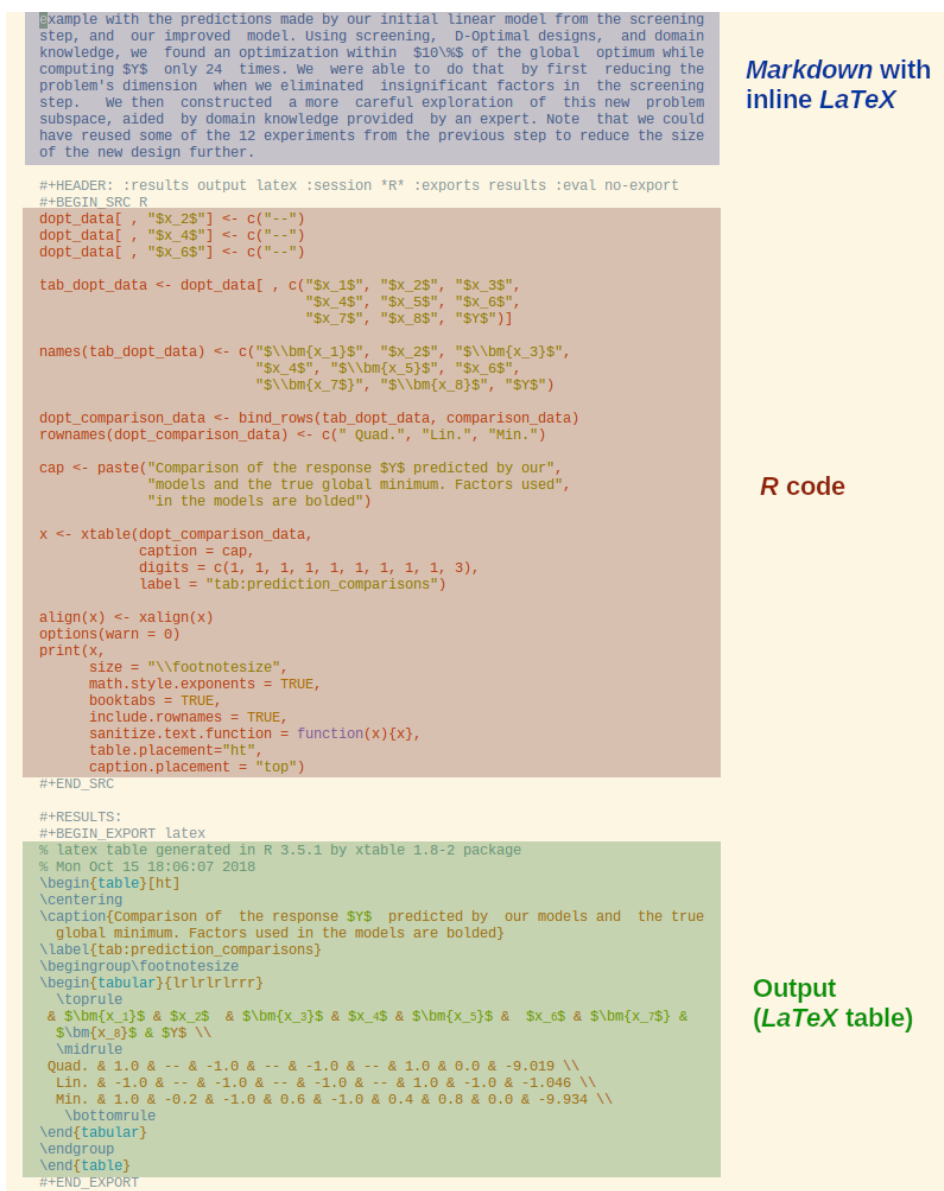 example with the predictions made by our initial linear model from the screening
step, and our improved model. Using screening, D-Optimal designs, and domain
knowledge, we found an optimization within $10\%$ of the global optimum while
computing $Y$ only 24 times. We were able to do that by first reducing the
problem's dimension when we eliminated insignificant factors in the screening
step. We then constructed a more careful exploration of this new problem
subspace, aided by domain knowledge provided by an expert. Note that we could
have reused some of the 12 experiments from the previous step to reduce the size
of the new design further.
Markdown with
inline LaTeX
#+HEADER: :results output latex :session *R* :exports results :eval no-export
#+BEGIN_SRC R
dopt_data[ , "$x_2$"] <- c("--")
dopt_data[ , "$x_4$"] <- c("--")
dopt_data[ , "$x_6$"] <- c("--")
tab_dopt_data <- dopt_data[ , c("$x_1$", "$x_2$", "$x_3$",
"$x_4$", "$x_5$", "$x_6$",
"$x_7$", "$x_8$", "$Y$")]
names(tab_dopt_data) <- c("$\\bm{x_1}$", "$x_2$", "$\\bm{x_3}$",
"$x_4$", "$\\bm{x_5}$", "$x_6$",
"$\\bm{x_7$}", "$\\bm{x_8}$", "$Y$")
dopt_comparison_data <- bind_rows(tab_dopt_data, comparison_data)
rownames(dopt_comparison_data) <- c(" Quad.", "Lin.", "Min.")
cap <- paste("Comparison of the response $Y$ predicted by our",
"models and the true global minimum. Factors used",
"in the models are bolded")
x <- xtable(dopt_comparison_data,
caption = cap,
digits = c(1, 1, 1, 1, 1, 1, 1, 1, 1, 3),
label = "tab:prediction_comparisons")
align(x) <- xalign(x)
options(warn = 0)
print(x,
size = "\\footnotesize",
math.style.exponents = TRUE,
booktabs = TRUE,
include.rownames = TRUE,
sanitize.text.function = function(x){x},
table.placement="ht",
caption.placement = "top")
R code
#+END_SRC
#+RESULTS:
#+BEGIN_EXPORT latex
% latex table generated in R 3.5.1 by xtable 1.8-2 package
% Mon Oct 15 18:06:07 2018
\begin{table}[ht]
\centering
\caption{Comparison of the response $Y$ predicted by our models and the true
global minimum. Factors used in the models are bolded}
\label{tab:prediction_comparisons}
\begingroup\footnotesize
\begin{tabular}{lrlrlrlrrr}
\toprule
& $\bm{x_1}$ & $x_2$ & $\bm{x_3}$ & $x_4$ & $\bm{x_5}$ & $x_6$ & $\bm{x_7$} &
$\bm{x_8}$ & $Y$ \\
\midrule
Quad. & 1.0 & -- & -1.0 & -- & -1.0 & -- & 1.0 & 0.0 & -9.019 \\
Lin. & -1.0 & -- & -1.0 & -- & -1.0 & -- & 1.0 & -1.0 & -1.046 \\
Min. & 1.0 & -0.2 & -1.0 & 0.6 & -1.0 & 0.4 & 0.8 & 0.0 & -9.934 \\
\bottomrule
\end{tabular}
\endgroup
\end{table}
Output
(LaTeX table)
#+END_EXPORT